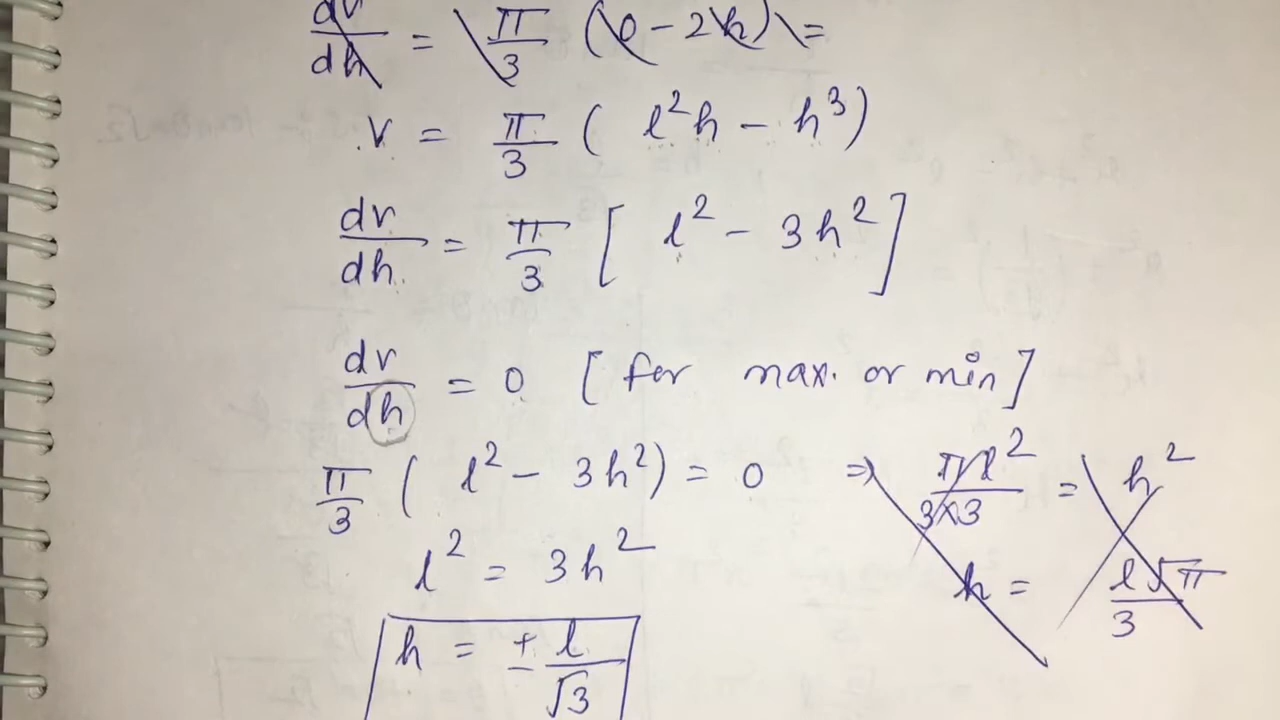 dv/dh = π/3 (l - 2h) =
v = π/3 ( l²h - h³)
dv/dh = π/3 [ l² - 3h²]
dv/dh = 0 [for max. or min]
π/3 ( l² - 3h²) = 0 ⇒ πl²/3×3 = h²
l² = 3h² h = l√π/3
h = ± l/√3